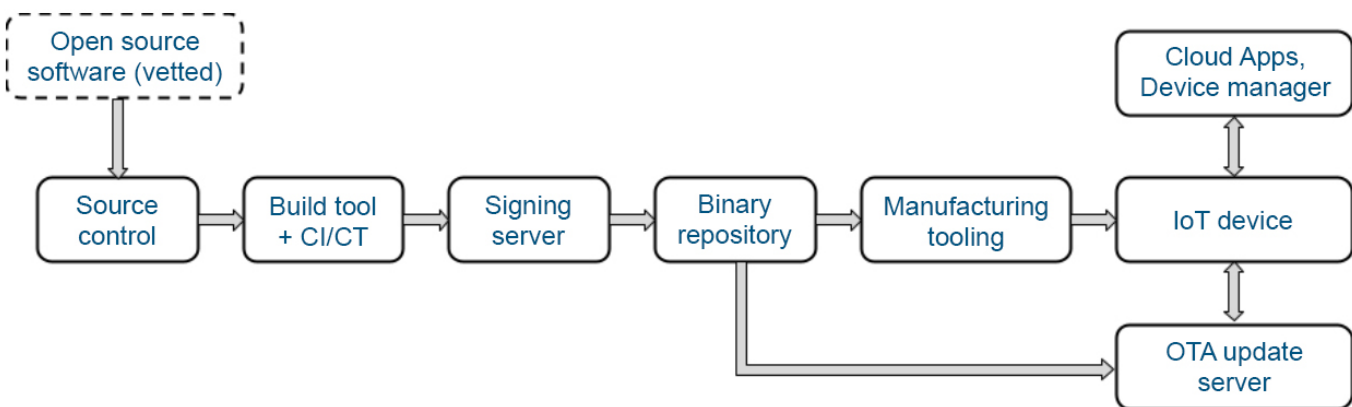 Open source
software (vetted)
Cloud Apps,
Device manager
Source
control
Build tool
+ CI/CT
Signing
server
Binary
repository
Manufacturing
tooling
IoT device
OTA update
server